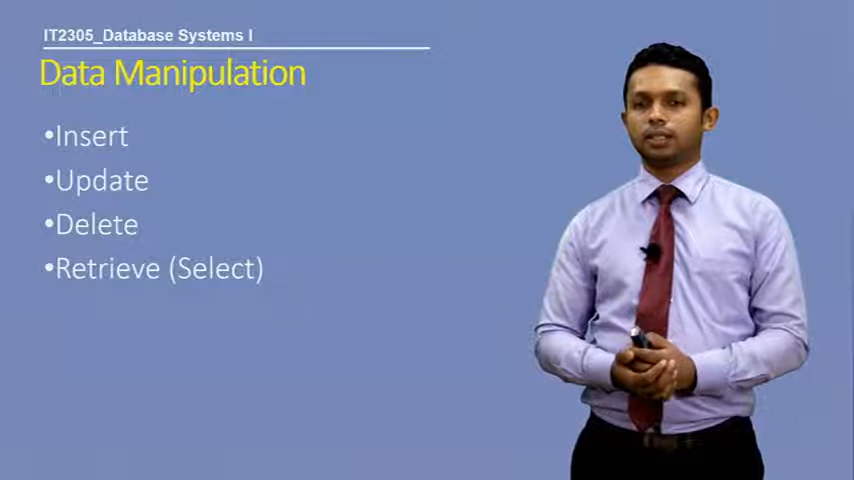 IT2305_Database Systems I
Data Manipulation
•Insert
•Update
•Delete
•Retrieve (Select)